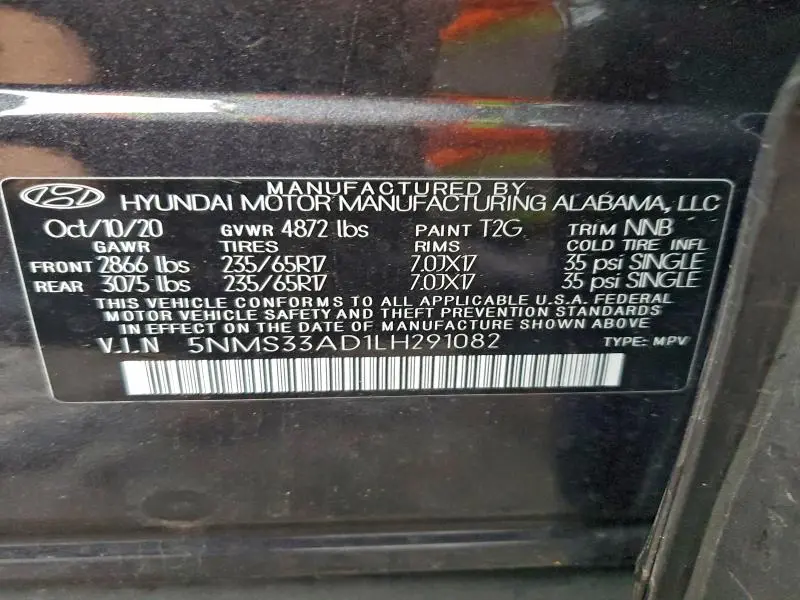 MANUFACTURED BY
HYUNDAI MOTOR MANUFACTURING ALABAMA, LLC
Oct/10/20 GVWR 4872 lbs PAINT T2G TRIM NNB
GAWR TIRES RIMS COLD TIRE INFL
FRONT 2866 lbs 235/65R17 7.0JX17 35 psi SINGLE
REAR 3075 lbs 235/65R17 7.0JX17 35 psi SINGLE
THIS VEHICLE CONFORMS TO ALL APPLICABLE U.S.A. FEDERAL
MOTOR VEHICLE SAFETY AND THEFT PREVENTION STANDARDS
IN EFFECT ON THE DATE OF MANUFACTURE SHOWN ABOVE
V.I.N 5NMS33AD1LH291082 TYPE: MPV